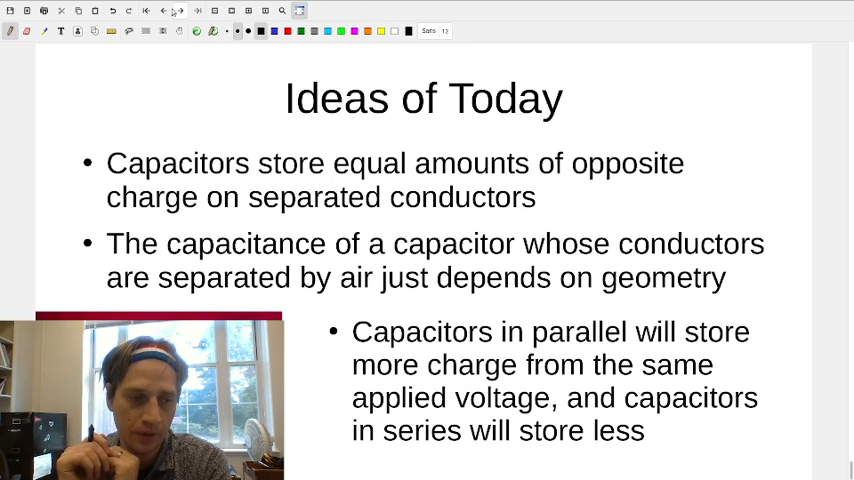 T
Sans 12
Ideas of Today
• Capacitors store equal amounts of opposite
charge on separated conductors
• The capacitance of a capacitor whose conductors
are separated by air just depends on geometry
• Capacitors in parallel will store
more charge from the same
applied voltage, and capacitors
in series will store less